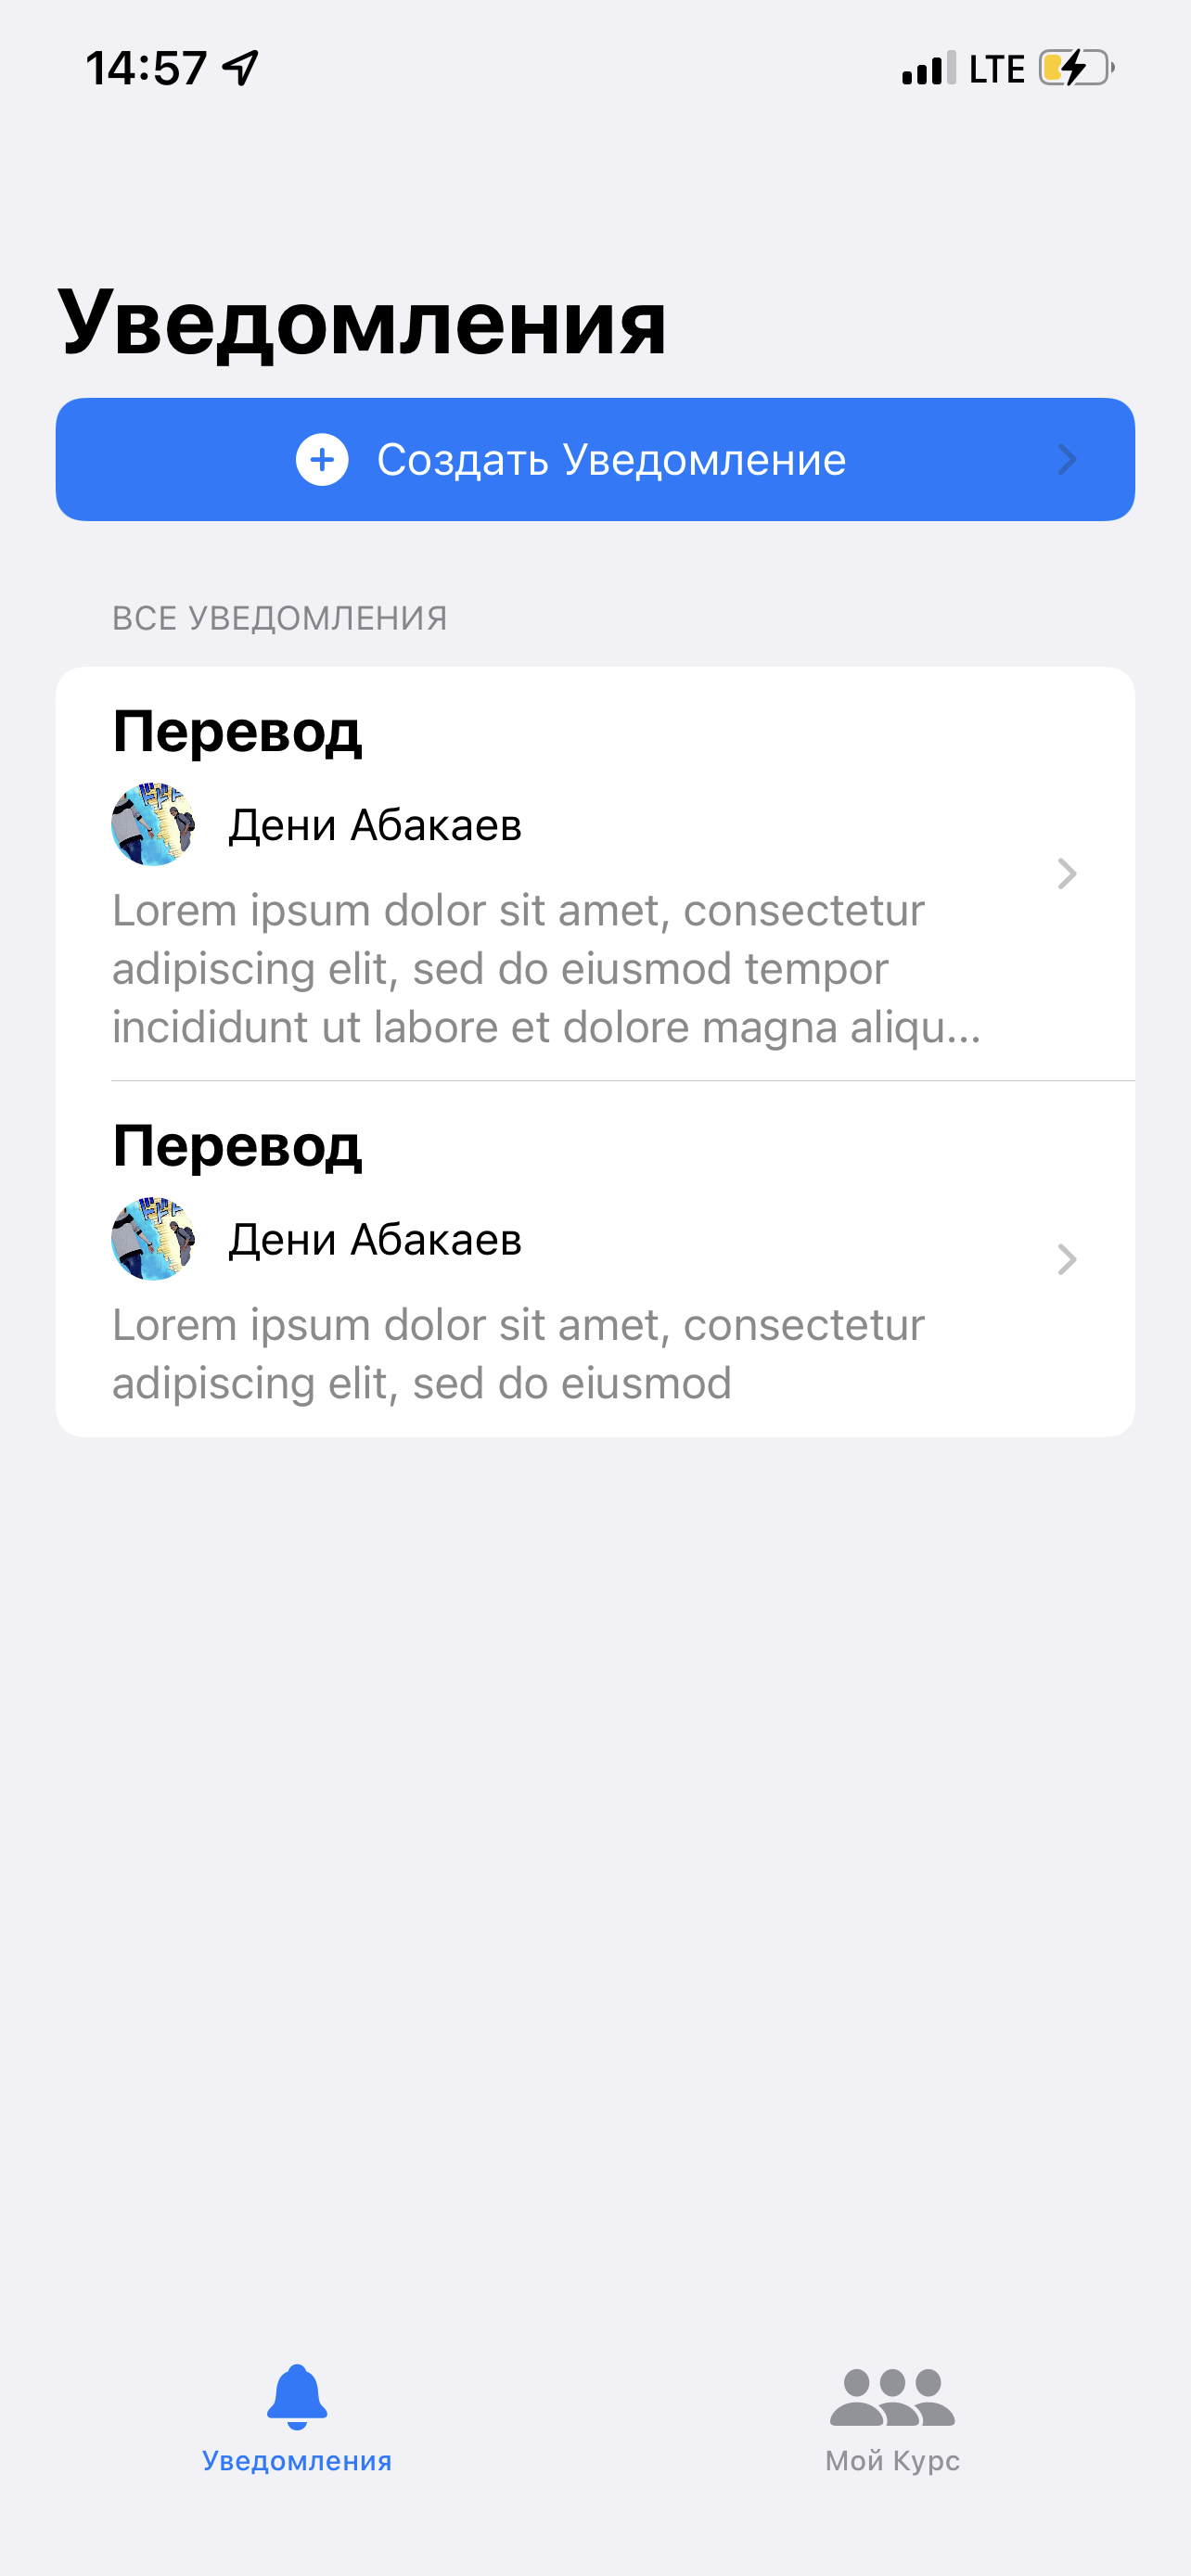 14:57
LTE
Уведомления
Создать Уведомление
ВСЕ УВЕДОМЛЕНИЯ
Перевод
Дени Абакаев
Lorem ipsum dolor sit amet, consectetur
adipiscing elit, sed do eiusmod tempor
incididunt ut labore et dolore magna aliqu...
Перевод
Дени Абакаев
Lorem ipsum dolor sit amet, consectetur
adipiscing elit, sed do eiusmod
Уведомления
Мой Курс